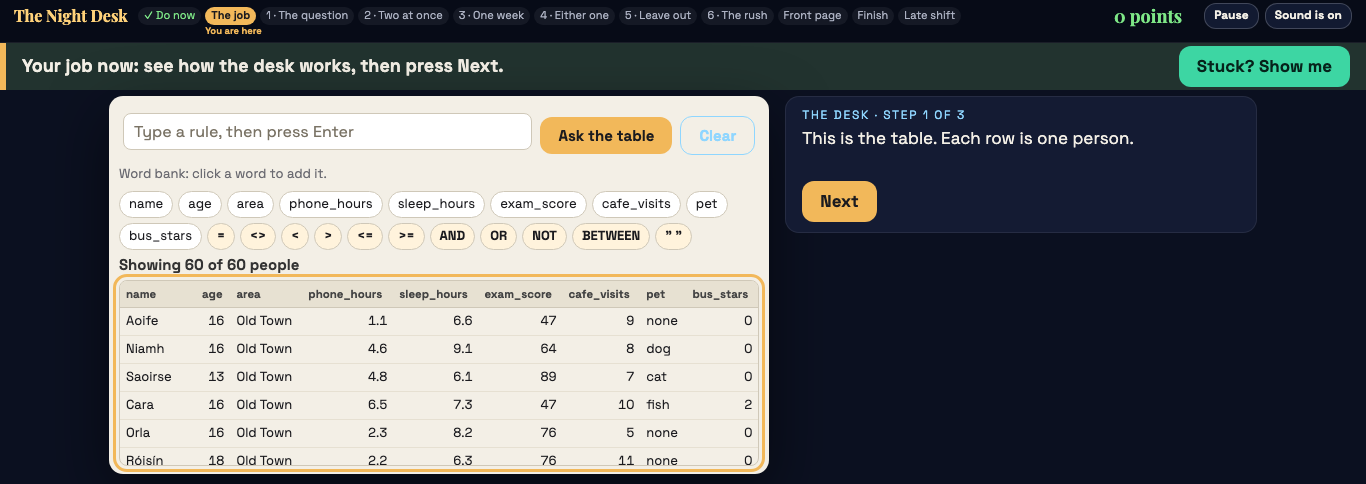 The Night Desk ✓ Do now The job 1 · The question 2 · Two at once 3 · One week 4 · Either one 5 · Leave out 6 · The rush Front page Finish Late shift 0 points Pause Sound is on
You are here
Your job now: see how the desk works, then press Next. Stuck? Show me
Type a rule, then press Enter Ask the table Clear
Word bank: click a word to add it.
name age area phone_hours sleep_hours exam_score cafe_visits pet
bus_stars = <> < > <= >= AND OR NOT BETWEEN " "
Showing 60 of 60 people
name age area phone_hours sleep_hours exam_score cafe_visits pet bus_stars
Aoife 16 Old Town 1.1 6.6 47 9 none 0
Niamh 16 Old Town 4.6 9.1 64 8 dog 0
Saoirse 13 Old Town 4.8 6.1 89 7 cat 0
Cara 16 Old Town 6.5 7.3 47 10 fish 2
Orla 16 Old Town 2.3 8.2 76 5 none 0
Róisín 18 Old Town 2.2 6.3 76 11 none 0
THE DESK · STEP 1 OF 3
This is the table. Each row is one person.
Next